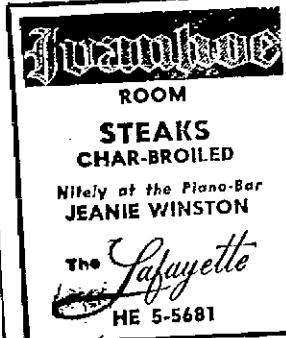 Ivanhoe
ROOM
STEAKS
CHAR-BROILED
Nitely at the Piano-Bar
JEANIE WINSTON
The Lafayette
HE 5-5681